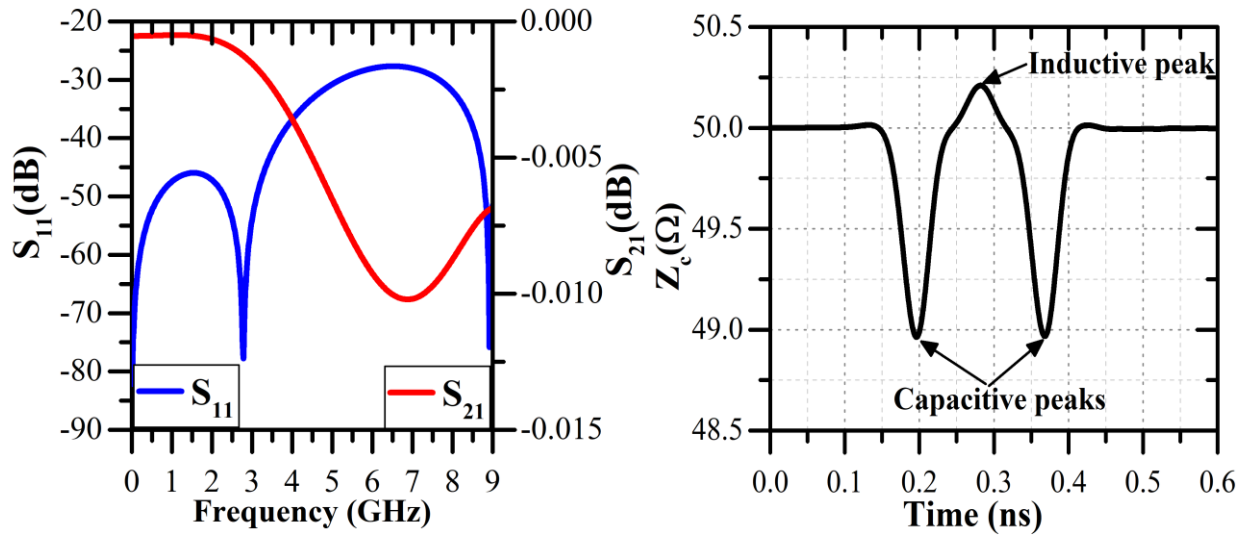 S11(dB)
-20
-30
-40
-50
-60
-70
-80
-90
0.000
-0.005
-0.010
-0.015
S21(dB)
S11
S21
0 1 2 3 4 5 6 7 8 9
Frequency (GHz)
Zc(Ω)
50.5
50.0
49.5
49.0
48.5
Inductive peak
Capacitive peaks
0.0 0.1 0.2 0.3 0.4 0.5 0.6
Time (ns)